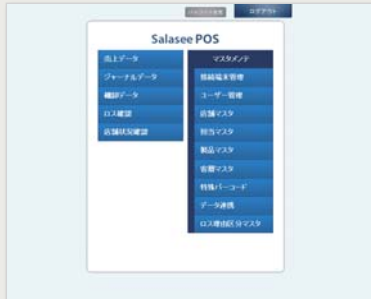 ログアウト
Salasee POS
売上データ
ジャーナルデータ
棚卸データ
ロス確認
店舗状況確認
マスタメンテ
接続端末管理
ユーザー管理
店舗マスタ
担当マスタ
製品マスタ
客層マスタ
特殊バーコード
データ連携
ロス理由区分マスタ